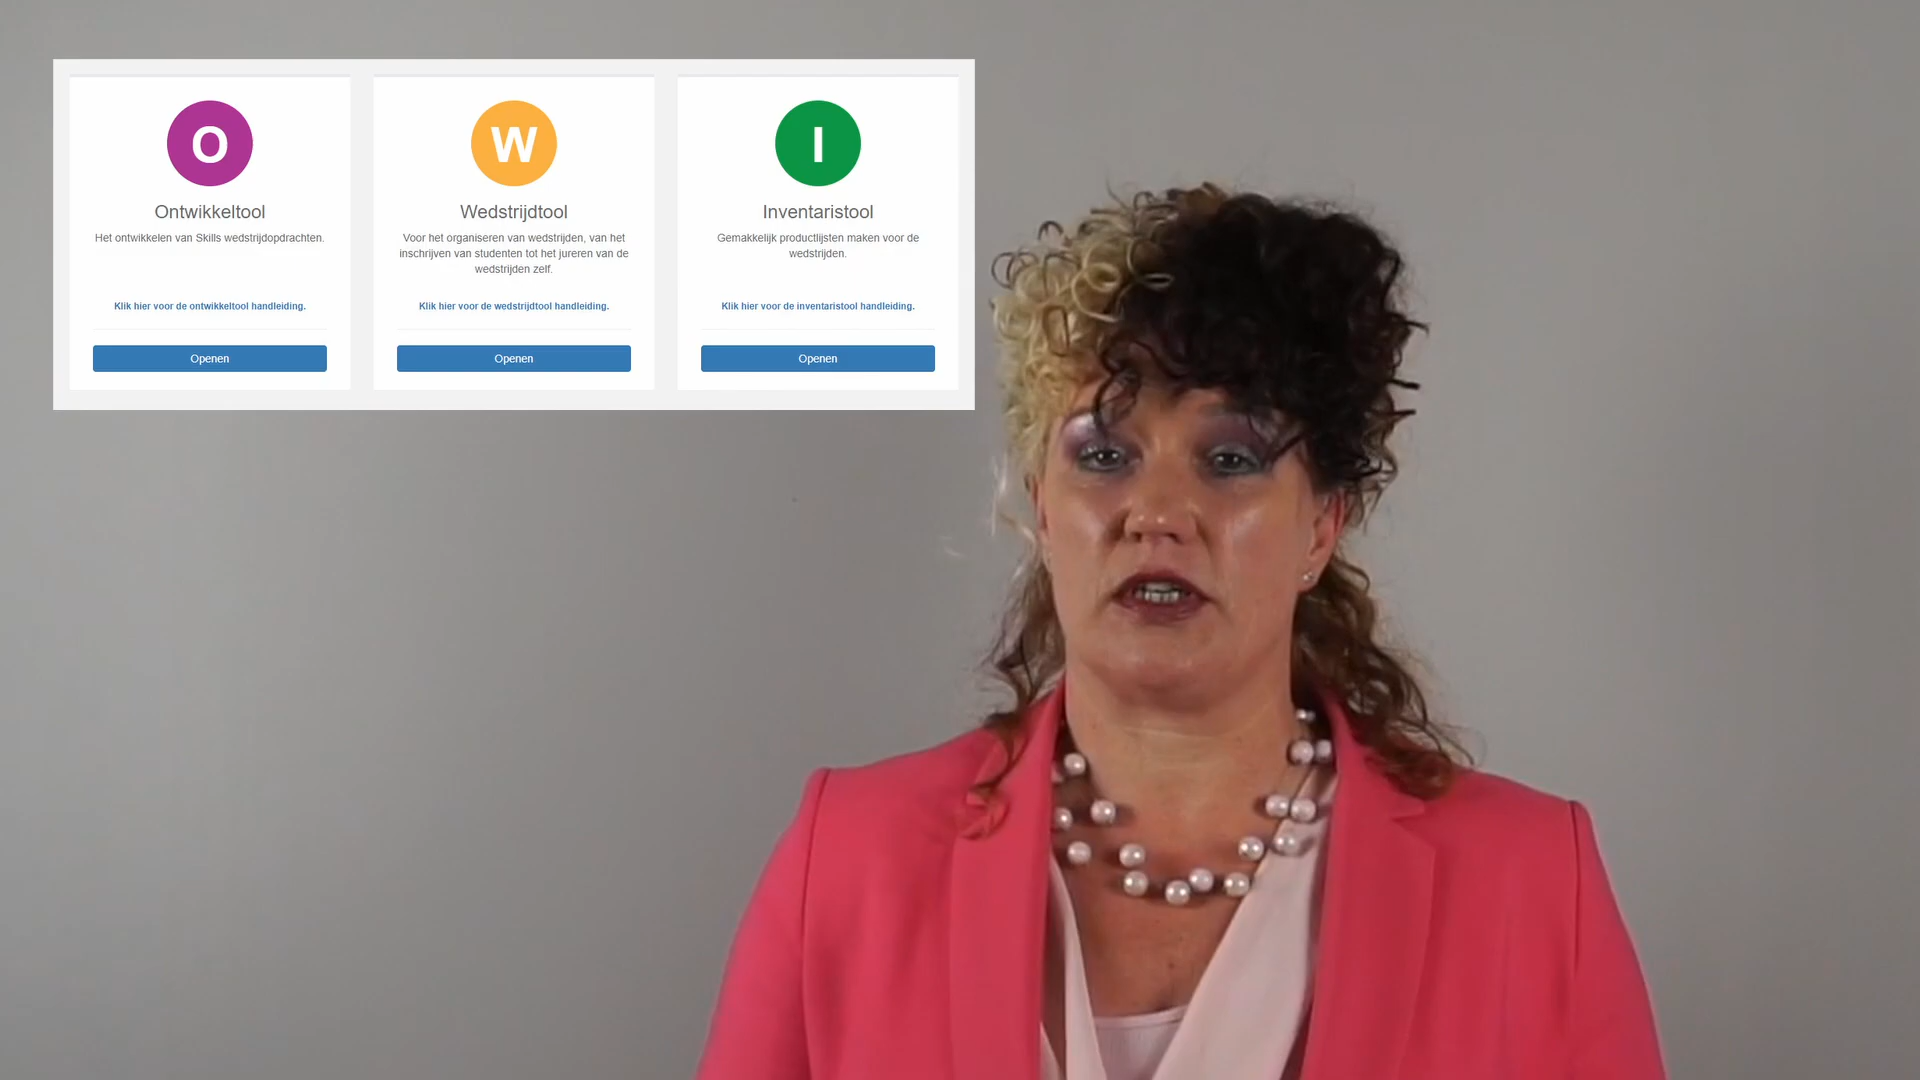 O
Ontwikkeltool
Het ontwikkelen van Skills wedstrijdopdrachten.
Klik hier voor de ontwikkeltool handleiding.
Openen
W
Wedstrijdtool
Voor het organiseren van wedstrijden, van het
inschrijven van studenten tot het jureren van de
wedstrijden zelf.
Klik hier voor de wedstrijdtool handleiding.
Openen
I
Inventaristool
Gemakkelijk productlijsten maken voor de
wedstrijden.
Klik hier voor de inventaristool handleiding.
Openen